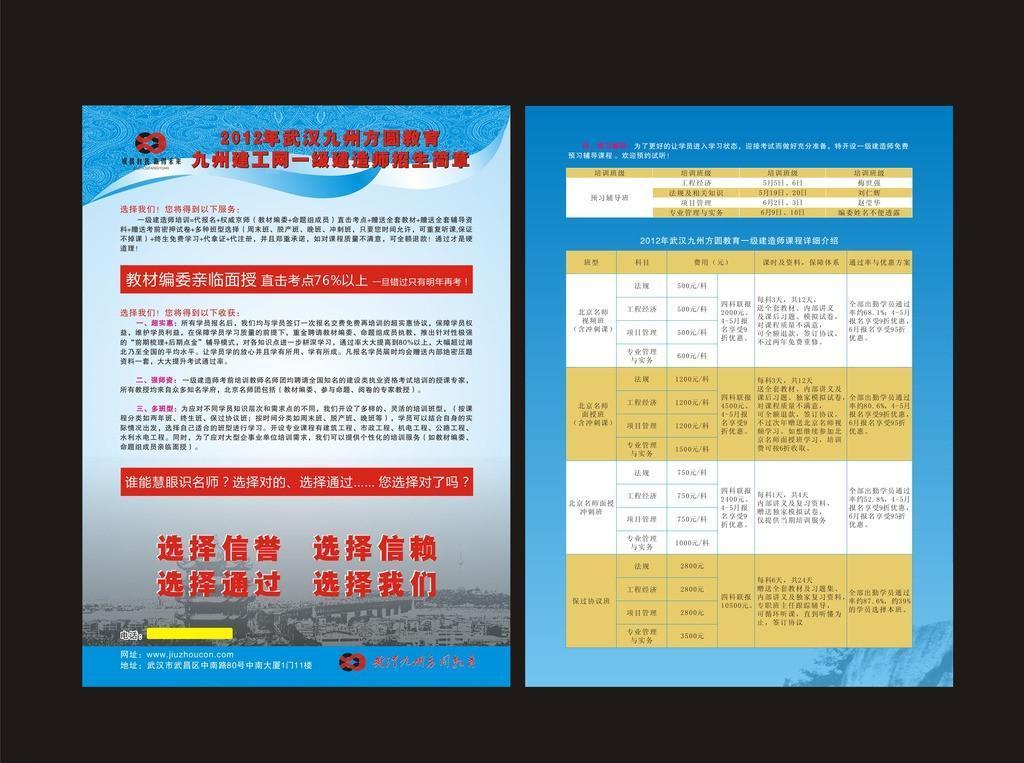 2012年武汉九州方圆教育
九州建工网一级建造师招生简章
选择我们！您将得到以下服务：
一级建造师培训=代报名+权威京师（教材编委+命题组成员）直击考点+赠送全套教材+赠送全套辅导资
料+赠送考前密押试卷+多种班型选择（周末班、脱产班、晚班、冲刺班，只要您时间允许，可重复听课,保证
不掉课）+终生免费学习+代拿证+代注册，并且郑重承诺，如对课程质量不满意，可全额退款！通过才是硬
道理！
教材编委亲临面授 直击考点76%以上 一旦错过只有明年再考！
选择我们！您将得到以下收获：
一、超实惠：所有学员报名后，我们均与学员签订一次报名交费免费再培训的超实惠协议，保障学员权
益，维护学员利益，在保障学员学习质量的前提下，重金聘请教材编委、命题组成员执教，推出针对性极强
的“前期梳理+后期点金”辅导模式，对各知识点进一步耕深学习，通过率大大提高到80%以上，大幅超过湖
北乃至全国的平均水平。让学员学的放心并且学有所用、学有所成。凡报名学员届时均会赠送内部绝密压题
资料一套，大大提升考试通过率。
二、强师资：一级建造师考前培训教师名师团均聘请全国知名的建设类执业资格考试培训的授课专家，
所有教授均来自众多知名学府，北京名师团包括（教材编委、参与命题、阅卷的专家教授）。
三、多班型：为应对不同学员知识层次和需求点的不同，我们开设了多样的、灵活的培训班型，（按课
程分类如两年班、终生班、保过协议班；按时间分类如周末班、脱产班、晚班等），学员可以结合自身的实
际情况出发，选择自己适合的班型进行学习。开设专业课程有建筑工程、市政工程、机电工程、公路工程、
水利水电工程。同时，为了应对大型企事业单位培训需求，我们可以提供个性化的培训服务（如教材编委、
命题组成员亲临面授）。
谁能慧眼识名师？选择对的、选择通过...... 您选择对了吗？
选择信誉 选择信赖
选择通过 选择我们
电话：
网址：www.jiuzhoucon.com
地址：武汉市武昌区中南路80号中南大厦1门11楼
武汉九州方圆教育
为了更好的让学员进入学习状态，迎接考试而做好充分准备，特开设一级建造师免费
预习辅导课程 。欢迎预约试听！
培训班级 培训班级 培训班级 培训班级
预习辅导班 工程经济 5月5日、6日 梅世强
法规及相关知识 5月19日、20日 刘仁辉
项目管理 6月2日、3日 赵莹华
专业管理与实务 6月9日、10日 编委姓名不便透露
2012年武汉九州方圆教育一级建造师课程详细介绍
班型 科目 费用（元） 课时及资料，保障体系 通过率与优惠方案
北京名师
视频班
（含冲刺课）
法规 500元/科
工程经济 500元/科
项目管理 500元/科
专业管理
与实务 600元/科
四科联报
2000元。
4-5月报
名享受9
折优惠。
每科3天，共12天，
送全套教材、内部讲义
及课后习题、模拟试卷。
对课程质量不满意，
可全额退款，签订协议，
不过两年免费重修。
全部出勤学员通过
率约68.1%，4-5月
报名享受9折优惠，
6月报名享受95折
优惠。
北京名师
面授班
（含冲刺课）
法规 1200元/科
工程经济 1200元/科
项目管理 1200元/科
专业管理
与实务 1500元/科
四科联报
4500元。
4-5月报
名享受9
折优惠。
每科3天，共12天
送全套教材、内部讲义及
课后习题、独家模拟试卷。
对课程质量不满意，
可全额退款，签订协议，
不过次年赠送北京名师视
频学习。如想继续参加北
京名师面授班学习，培训
费可按6折收取。
全部出勤学员通过
率约80.6%，4-5月
报名享受9折优惠，
6月报名享受95折
优惠。
北京名师面授
冲刺班
法规 750元/科
工程经济 750元/科
项目管理 750元/科
专业管理
与实务 1000元/科
四科联报
2400元。
4-5月报
名享受9
折优惠。
每科1天，共4天
内部讲义及复习资料，
赠送独家模拟试卷，
仅提供当期培训服务
全部出勤学员通过
率约52.8%，4-5月
报名享受9折优惠，
6月报名享受95折
优惠。
保过协议班
法规 2800元
工程经济 2800元
项目管理 2800元
专业管理
与实务 3500元
四科联报
10500元。
每科6天，共24天
赠送全套教材及习题集、
内部讲义及独家复习资料，
专职班主任跟踪辅导，
可循环听课，直到听懂为
止，签订协议
全部出勤学员通过
率约87.6%，约39%
的学员选择本班。